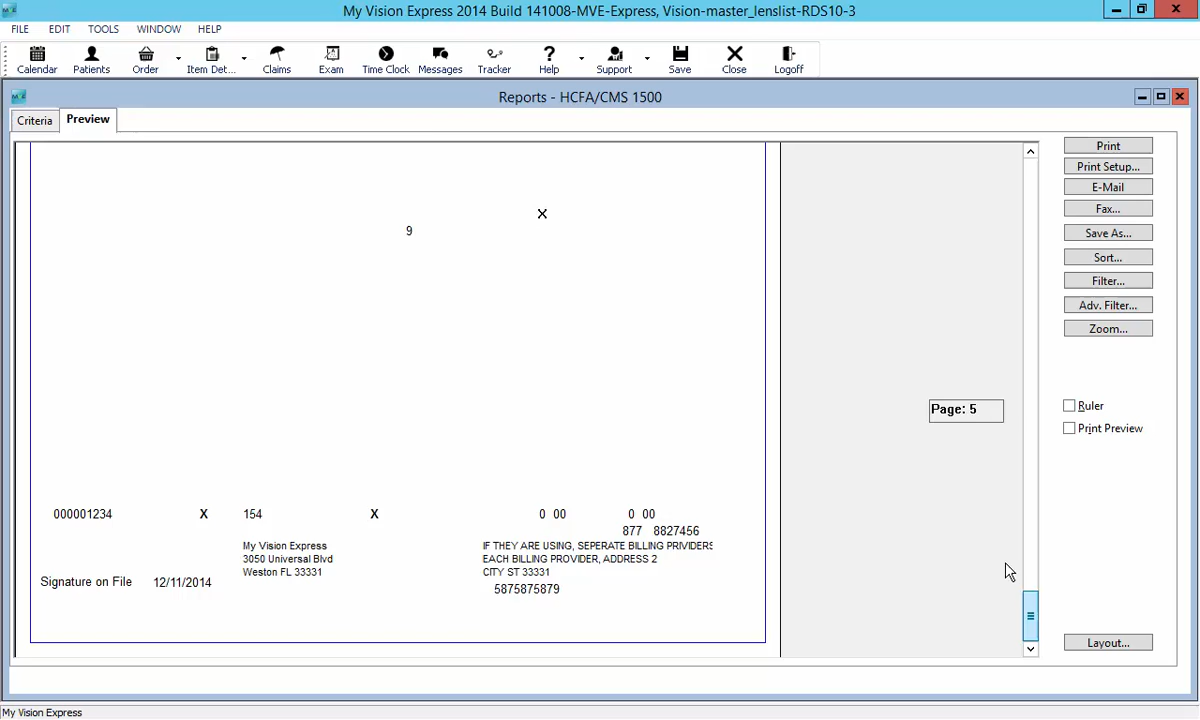 My Vision Express 2014 Build 141008-MVE-Express, Vision-master_lenslist-RDS10-3
FILE EDIT TOOLS WINDOW HELP
Calendar Patients Order Item Det... Claims Exam Time Clock Messages Tracker Help Support Save Close Logoff
Reports - HCFA/CMS 1500
Criteria Preview
X
9
000001234 X 154 X 0 00 0 00
877 8827456
My Vision Express IF THEY ARE USING, SEPERATE BILLING PRIVIDERS
3050 Universal Blvd EACH BILLING PROVIDER, ADDRESS 2
Weston FL 33331 CITY ST 33331
Signature on File 12/11/2014 5875875879
Page: 5
Print
Print Setup...
E-Mail
Fax...
Save As...
Sort...
Filter...
Adv. Filter...
Zoom...
Ruler
Print Preview
Layout...
My Vision Express